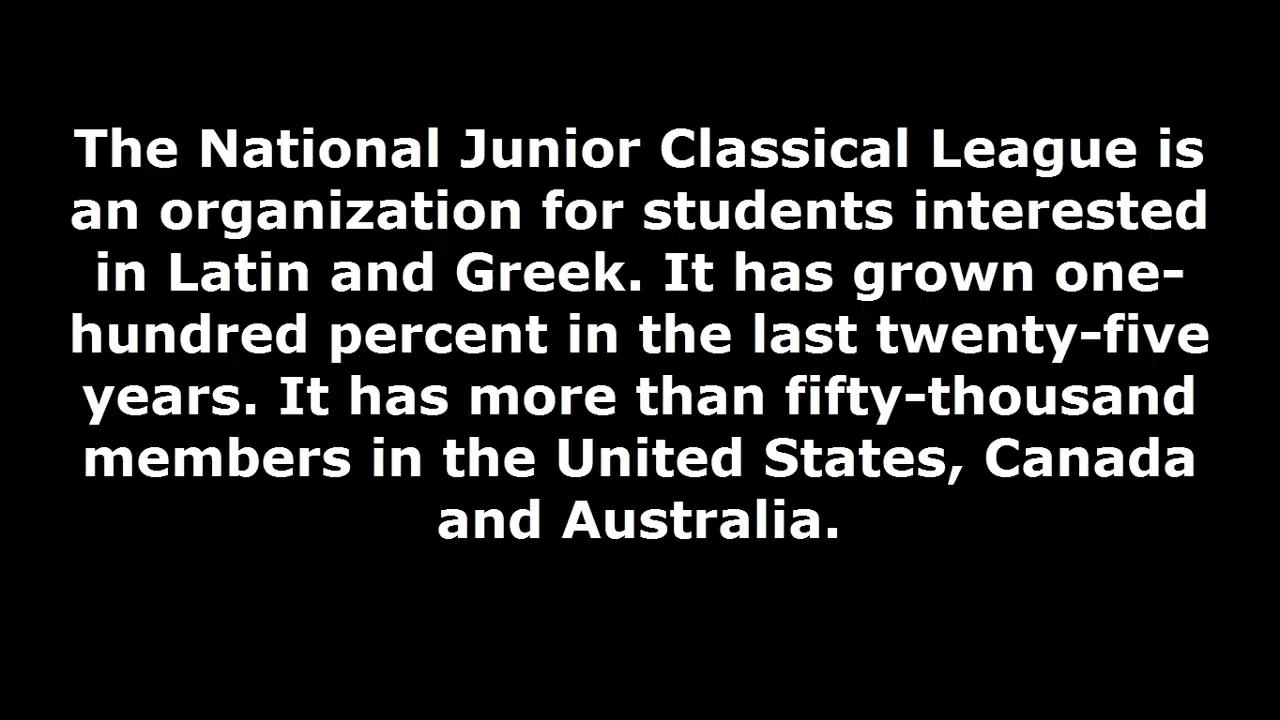 The National Junior Classical League is
an organization for students interested
in Latin and Greek. It has grown one-
hundred percent in the last twenty-five
years. It has more than fifty-thousand
members in the United States, Canada
and Australia.